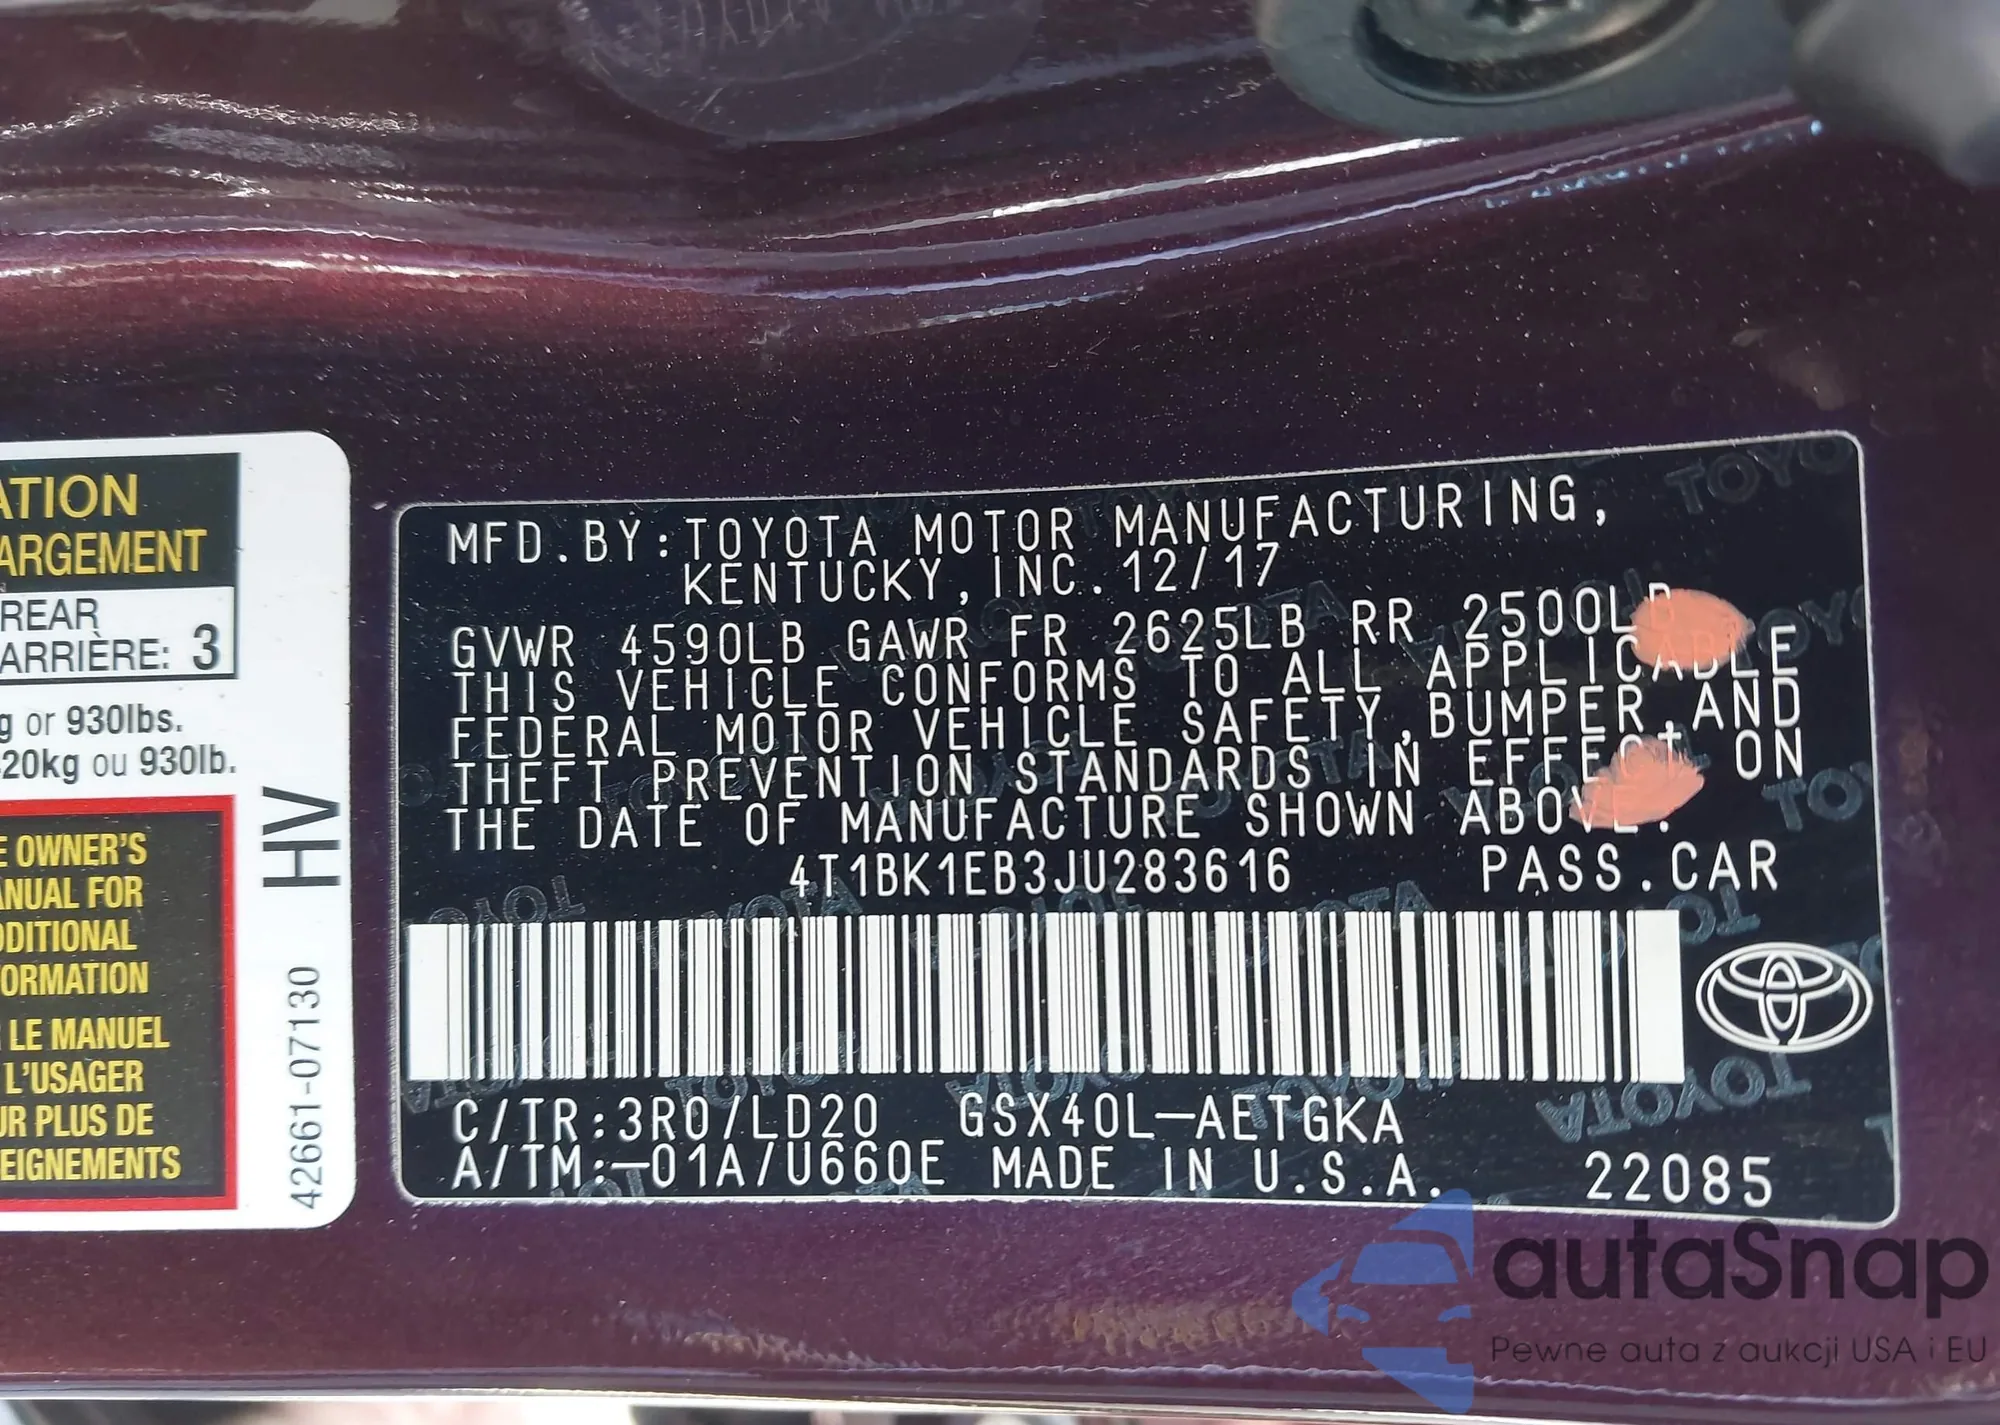 ATION
ARGEMENT
REAR
ARRIÈRE: 3
g or 930lbs.
20kg ou 930lb.
E OWNER'S
ANUAL FOR
DDITIONAL
FORMATION
R LE MANUEL
L'USAGER
UR PLUS DE
EIGNEMENTS
HV
42661-07130
MFD.BY:TOYOTA MOTOR MANUFACTURING,
KENTUCKY,INC.12/17
GVWR 4590LB GAWR FR 2625LB RR 2500LB
THIS VEHICLE CONFORMS TO ALL APPLICABLE
FEDERAL MOTOR VEHICLE SAFETY,BUMPER,AND
THEFT PREVENTION STANDARDS IN EFFECT ON
THE DATE OF MANUFACTURE SHOWN ABOVE.
4T1BK1EB3JU283616 PASS.CAR
C/TR:3R0/LD20 GSX40L-AETGKA
A/TM:-01A/U660E MADE IN U.S.A. 22085
autaSnap
Pewne auta z aukcji USA i EU